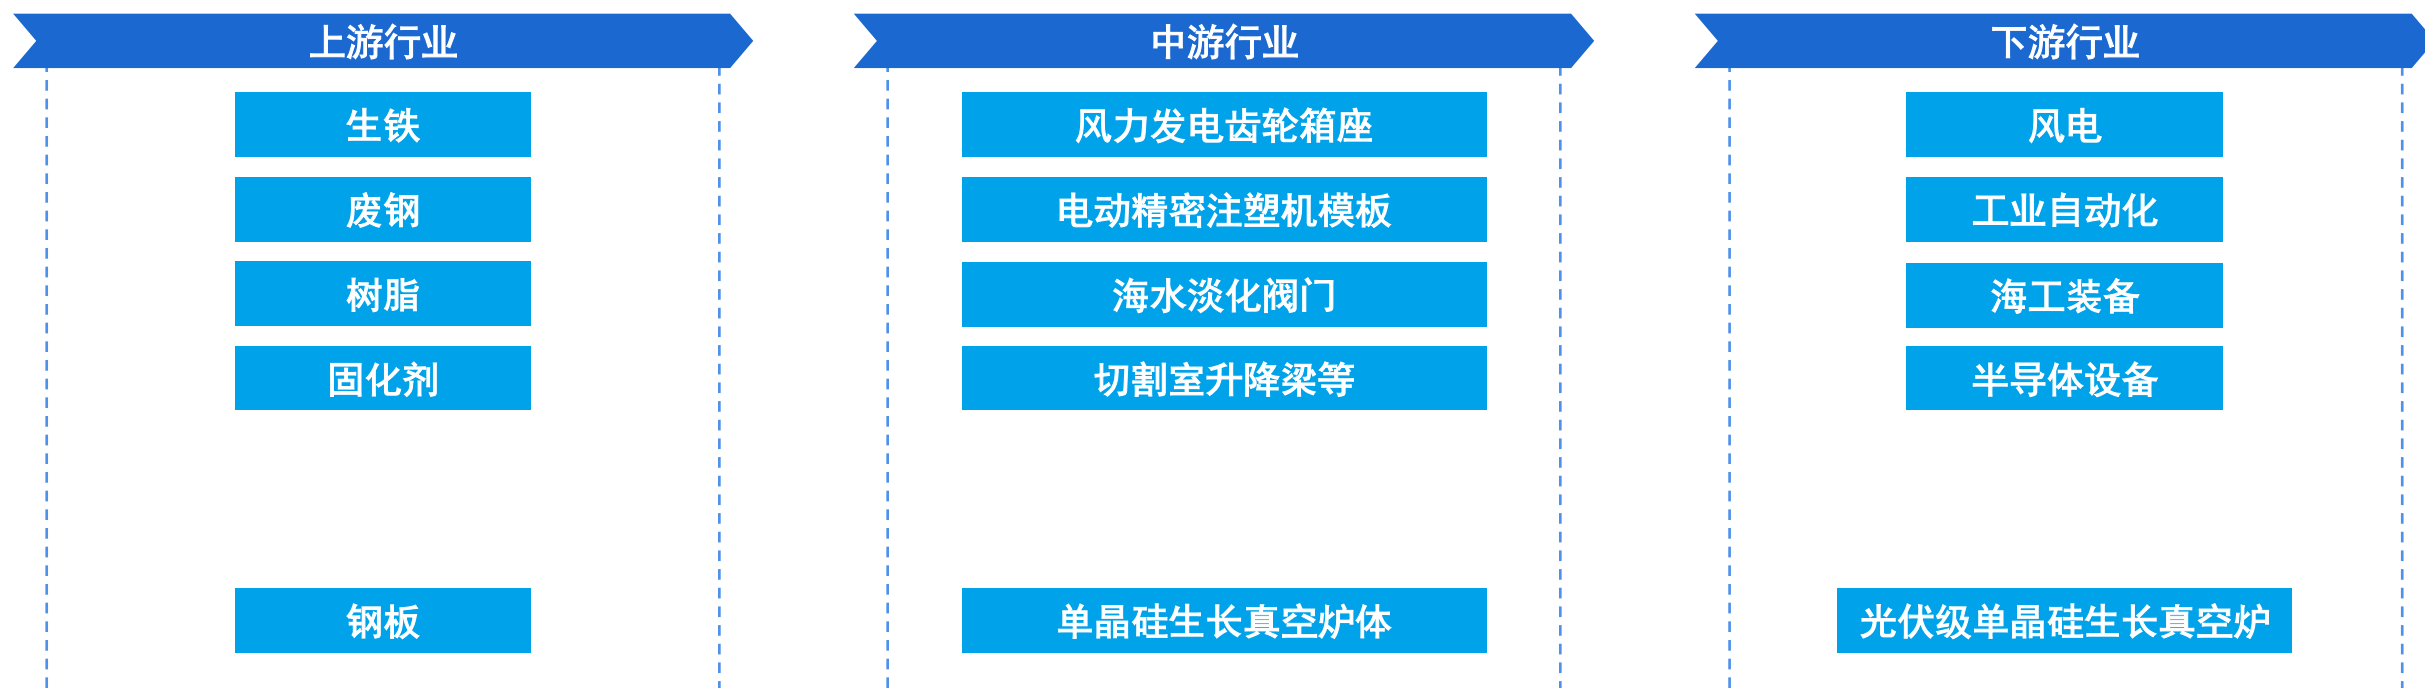 上游行业
生铁
废钢
树脂
固化剂
钢板
中游行业
风力发电齿轮箱座
电动精密注塑机模板
海水淡化阀门
切割室升降梁等
单晶硅生长真空炉体
下游行业
风电
工业自动化
海工装备
半导体设备
光伏级单晶硅生长真空炉